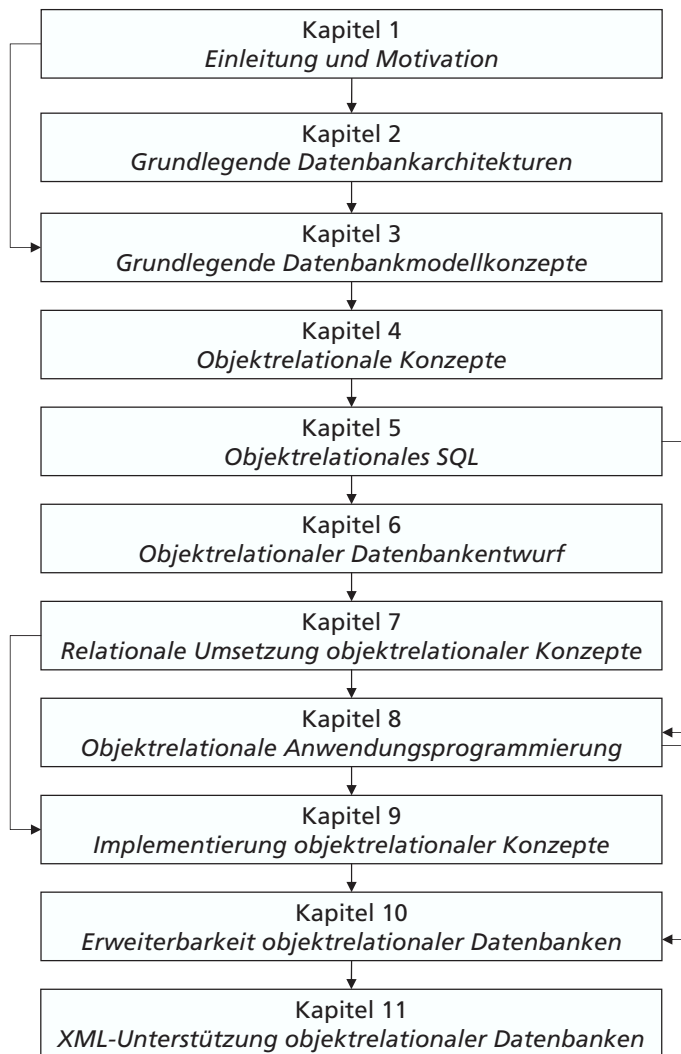 Kapitel 1
Einleitung und Motivation
Kapitel 2
Grundlegende Datenbankarchitekturen
Kapitel 3
Grundlegende Datenbankmodellkonzepte
Kapitel 4
Objektrelationale Konzepte
Kapitel 5
Objektrelationales SQL
Kapitel 6
Objektrelationaler Datenbankentwurf
Kapitel 7
Relationale Umsetzung objektrelationaler Konzepte
Kapitel 8
Objektrelationale Anwendungsprogrammierung
Kapitel 9
Implementierung objektrelationaler Konzepte
Kapitel 10
Erweiterbarkeit objektrelationaler Datenbanken
Kapitel 11
XML-Unterstützung objektrelationaler Datenbanken